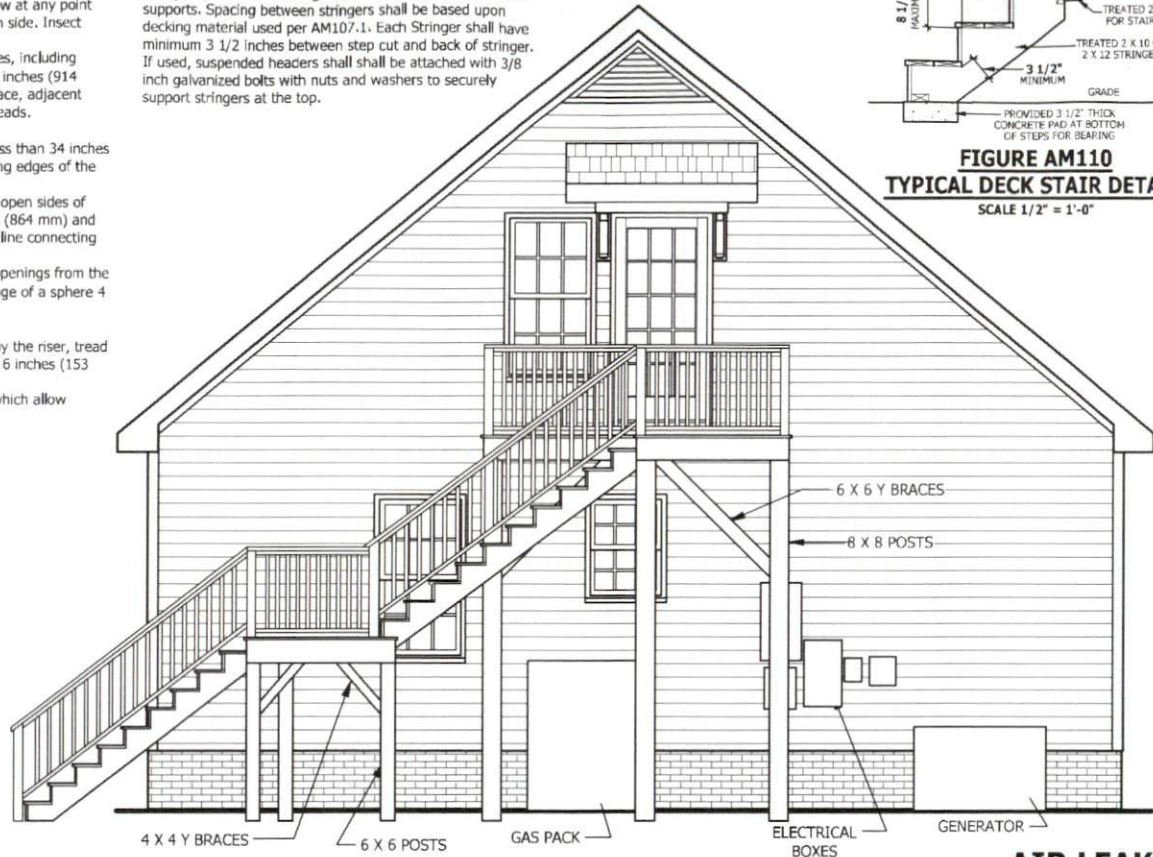 w at any point
side. Insect
es, including
inches (914
ace, adjacent
eads.
ss than 34 inches
ng edges of the
open sides of
(864 mm) and
line connecting
penings from the
ge of a sphere 4
y the riser, tread
6 inches (153
which allow
supports. Spacing between stringers shall be based upon
decking material used per AM107.1. Each Stringer shall have
minimum 3 1/2 inches between step cut and back of stringer.
If used, suspended headers shall shall be attached with 3/8
inch galvanized bolts with nuts and washers to securely
support stringers at the top.
8 1/
MAXIM
TREATED 2
FOR STAIR
TREATED 2 X 10
2 X 12 STRINGE
3 1/2"
MINIMUM
GRADE
PROVIDED 3 1/2" THICK
CONCRETE PAD AT BOTTOM
OF STEPS FOR BEARING
FIGURE AM110
TYPICAL DECK STAIR DETA
SCALE 1/2" = 1'-0"
6 X 6 Y BRACES
8 X 8 POSTS
4 X 4 Y BRACES
6 X 6 POSTS
GAS PACK
ELECTRICAL
BOXES
GENERATOR
AIR LEAK